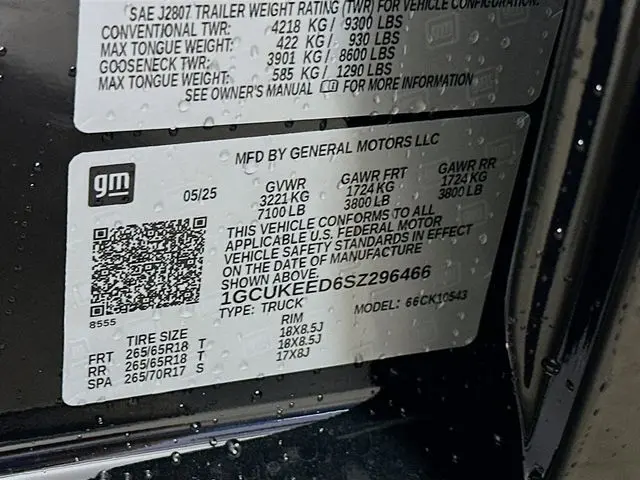 SAE J2807 TRAILER WEIGHT RATING (TWR) FOR VEHICLE CONFIGURATION:
CONVENTIONAL TWR: 4218 KG / 9300 LBS
MAX TONGUE WEIGHT: 422 KG / 930 LBS
GOOSENECK TWR: 3901 KG / 8600 LBS
MAX TONGUE WEIGHT: 585 KG / 1290 LBS
SEE OWNER'S MANUAL FOR MORE INFORMATION
gm
MFD BY GENERAL MOTORS LLC
05/25 GVWR GAWR FRT GAWR RR
3221 KG 1724 KG 1724 KG
7100 LB 3800 LB 3800 LB
THIS VEHICLE CONFORMS TO ALL
APPLICABLE U.S. FEDERAL MOTOR
VEHICLE SAFETY STANDARDS IN EFFECT
ON THE DATE OF MANUFACTURE
SHOWN ABOVE.
1GCUKEED6SZ296466
TYPE: TRUCK MODEL: 66CK10543
8555
TIRE SIZE RIM
FRT 265/65R18 T 18X8.5J
RR 265/65R18 T 18X8.5J
SPA 265/70R17 S 17X8J